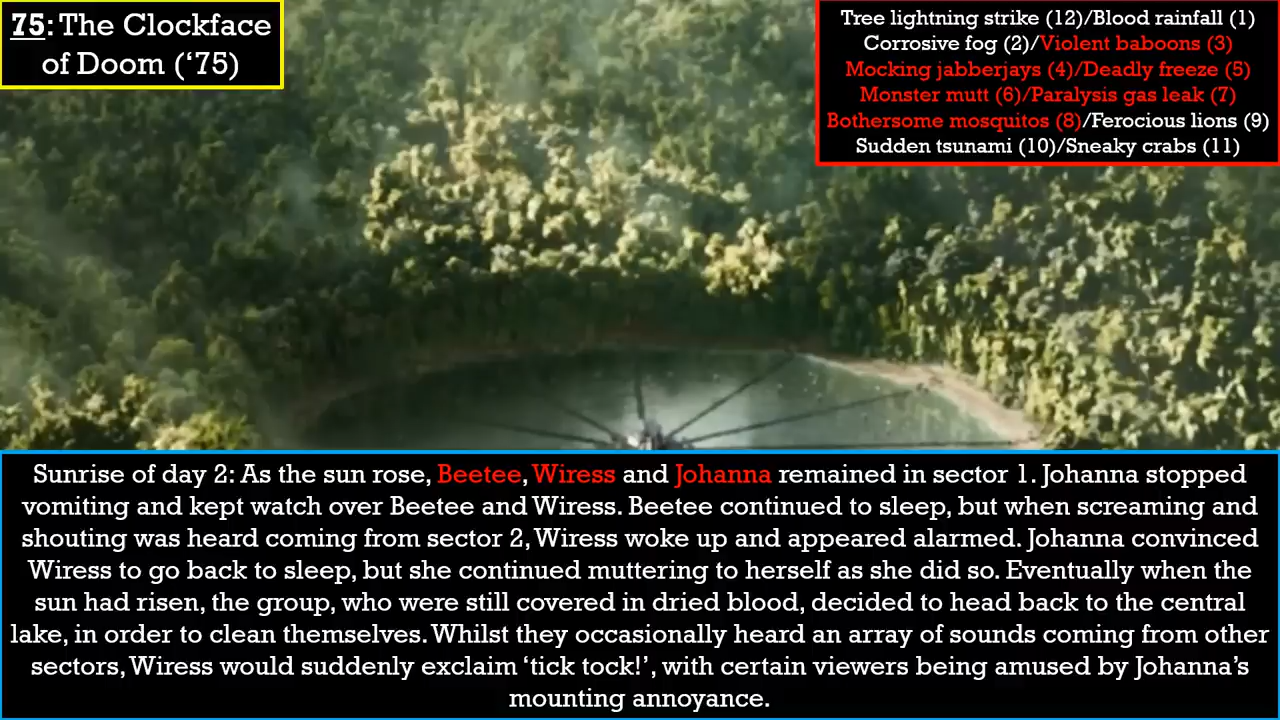 75: The Clockface
of Doom (‘75)
Tree lightning strike (12)/Blood rainfall (1)
Corrosive fog (2)/Violent baboons (3)
Mocking jabberjays (4)/Deadly freeze (5)
Monster mutt (6)/Paralysis gas leak (7)
Bothersome mosquitos (8)/Ferocious lions (9)
Sudden tsunami (10)/Sneaky crabs (11)
Sunrise of day 2: As the sun rose, Beetee, Wiress and Johanna remained in sector 1. Johanna stopped
vomiting and kept watch over Beetee and Wiress. Beetee continued to sleep, but when screaming and
shouting was heard coming from sector 2, Wiress woke up and appeared alarmed. Johanna convinced
Wiress to go back to sleep, but she continued muttering to herself as she did so. Eventually when the
sun had risen, the group, who were still covered in dried blood, decided to head back to the central
lake, in order to clean themselves. Whilst they occasionally heard an array of sounds coming from other
sectors, Wiress would suddenly exclaim ‘tick tock!’, with certain viewers being amused by Johanna’s
mounting annoyance.